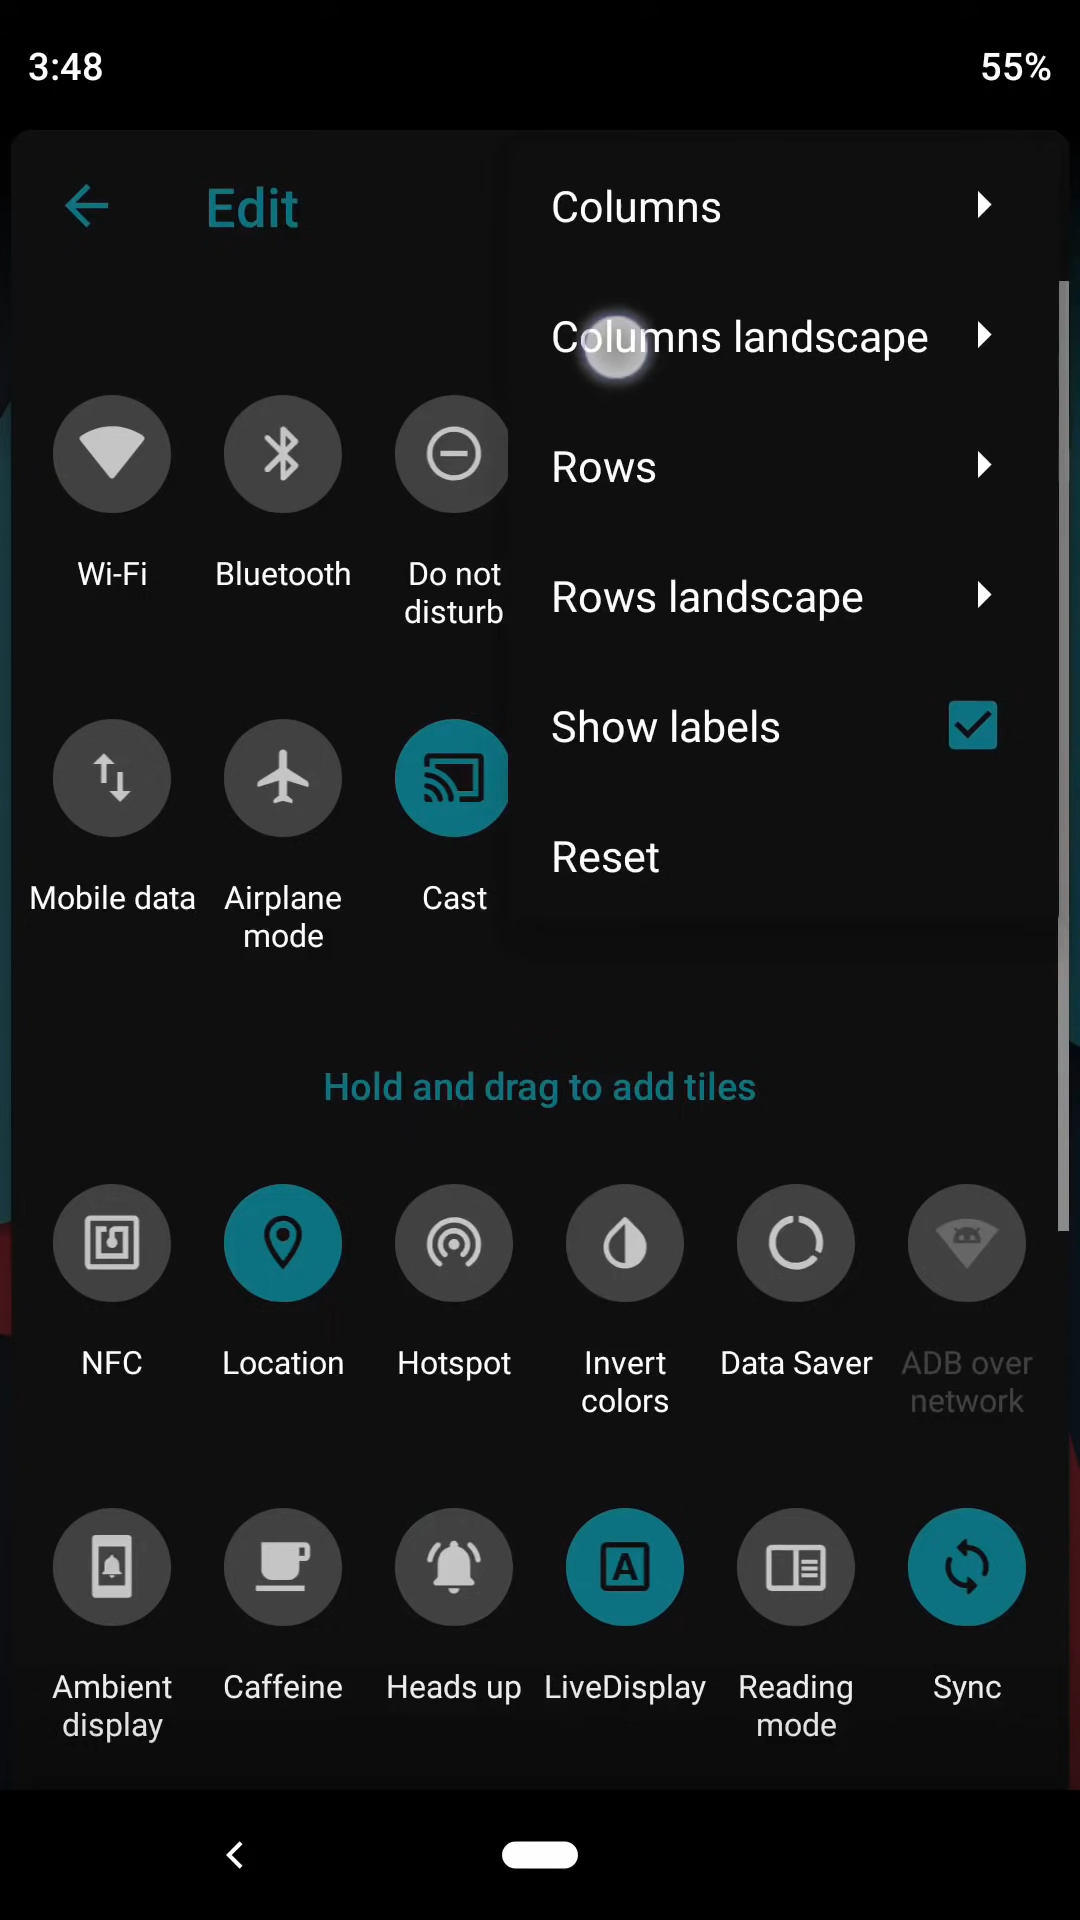 3:48
55%
Edit
Columns
Columns landscape
Rows
Rows landscape
Show labels
Reset
Wi-Fi
Bluetooth
Do not
disturb
Mobile data
Airplane
mode
Cast
Hold and drag to add tiles
NFC
Location
Hotspot
Invert
colors
Data Saver
ADB over
network
A
Ambient
display
Caffeine
Heads up
LiveDisplay
Reading
mode
Sync